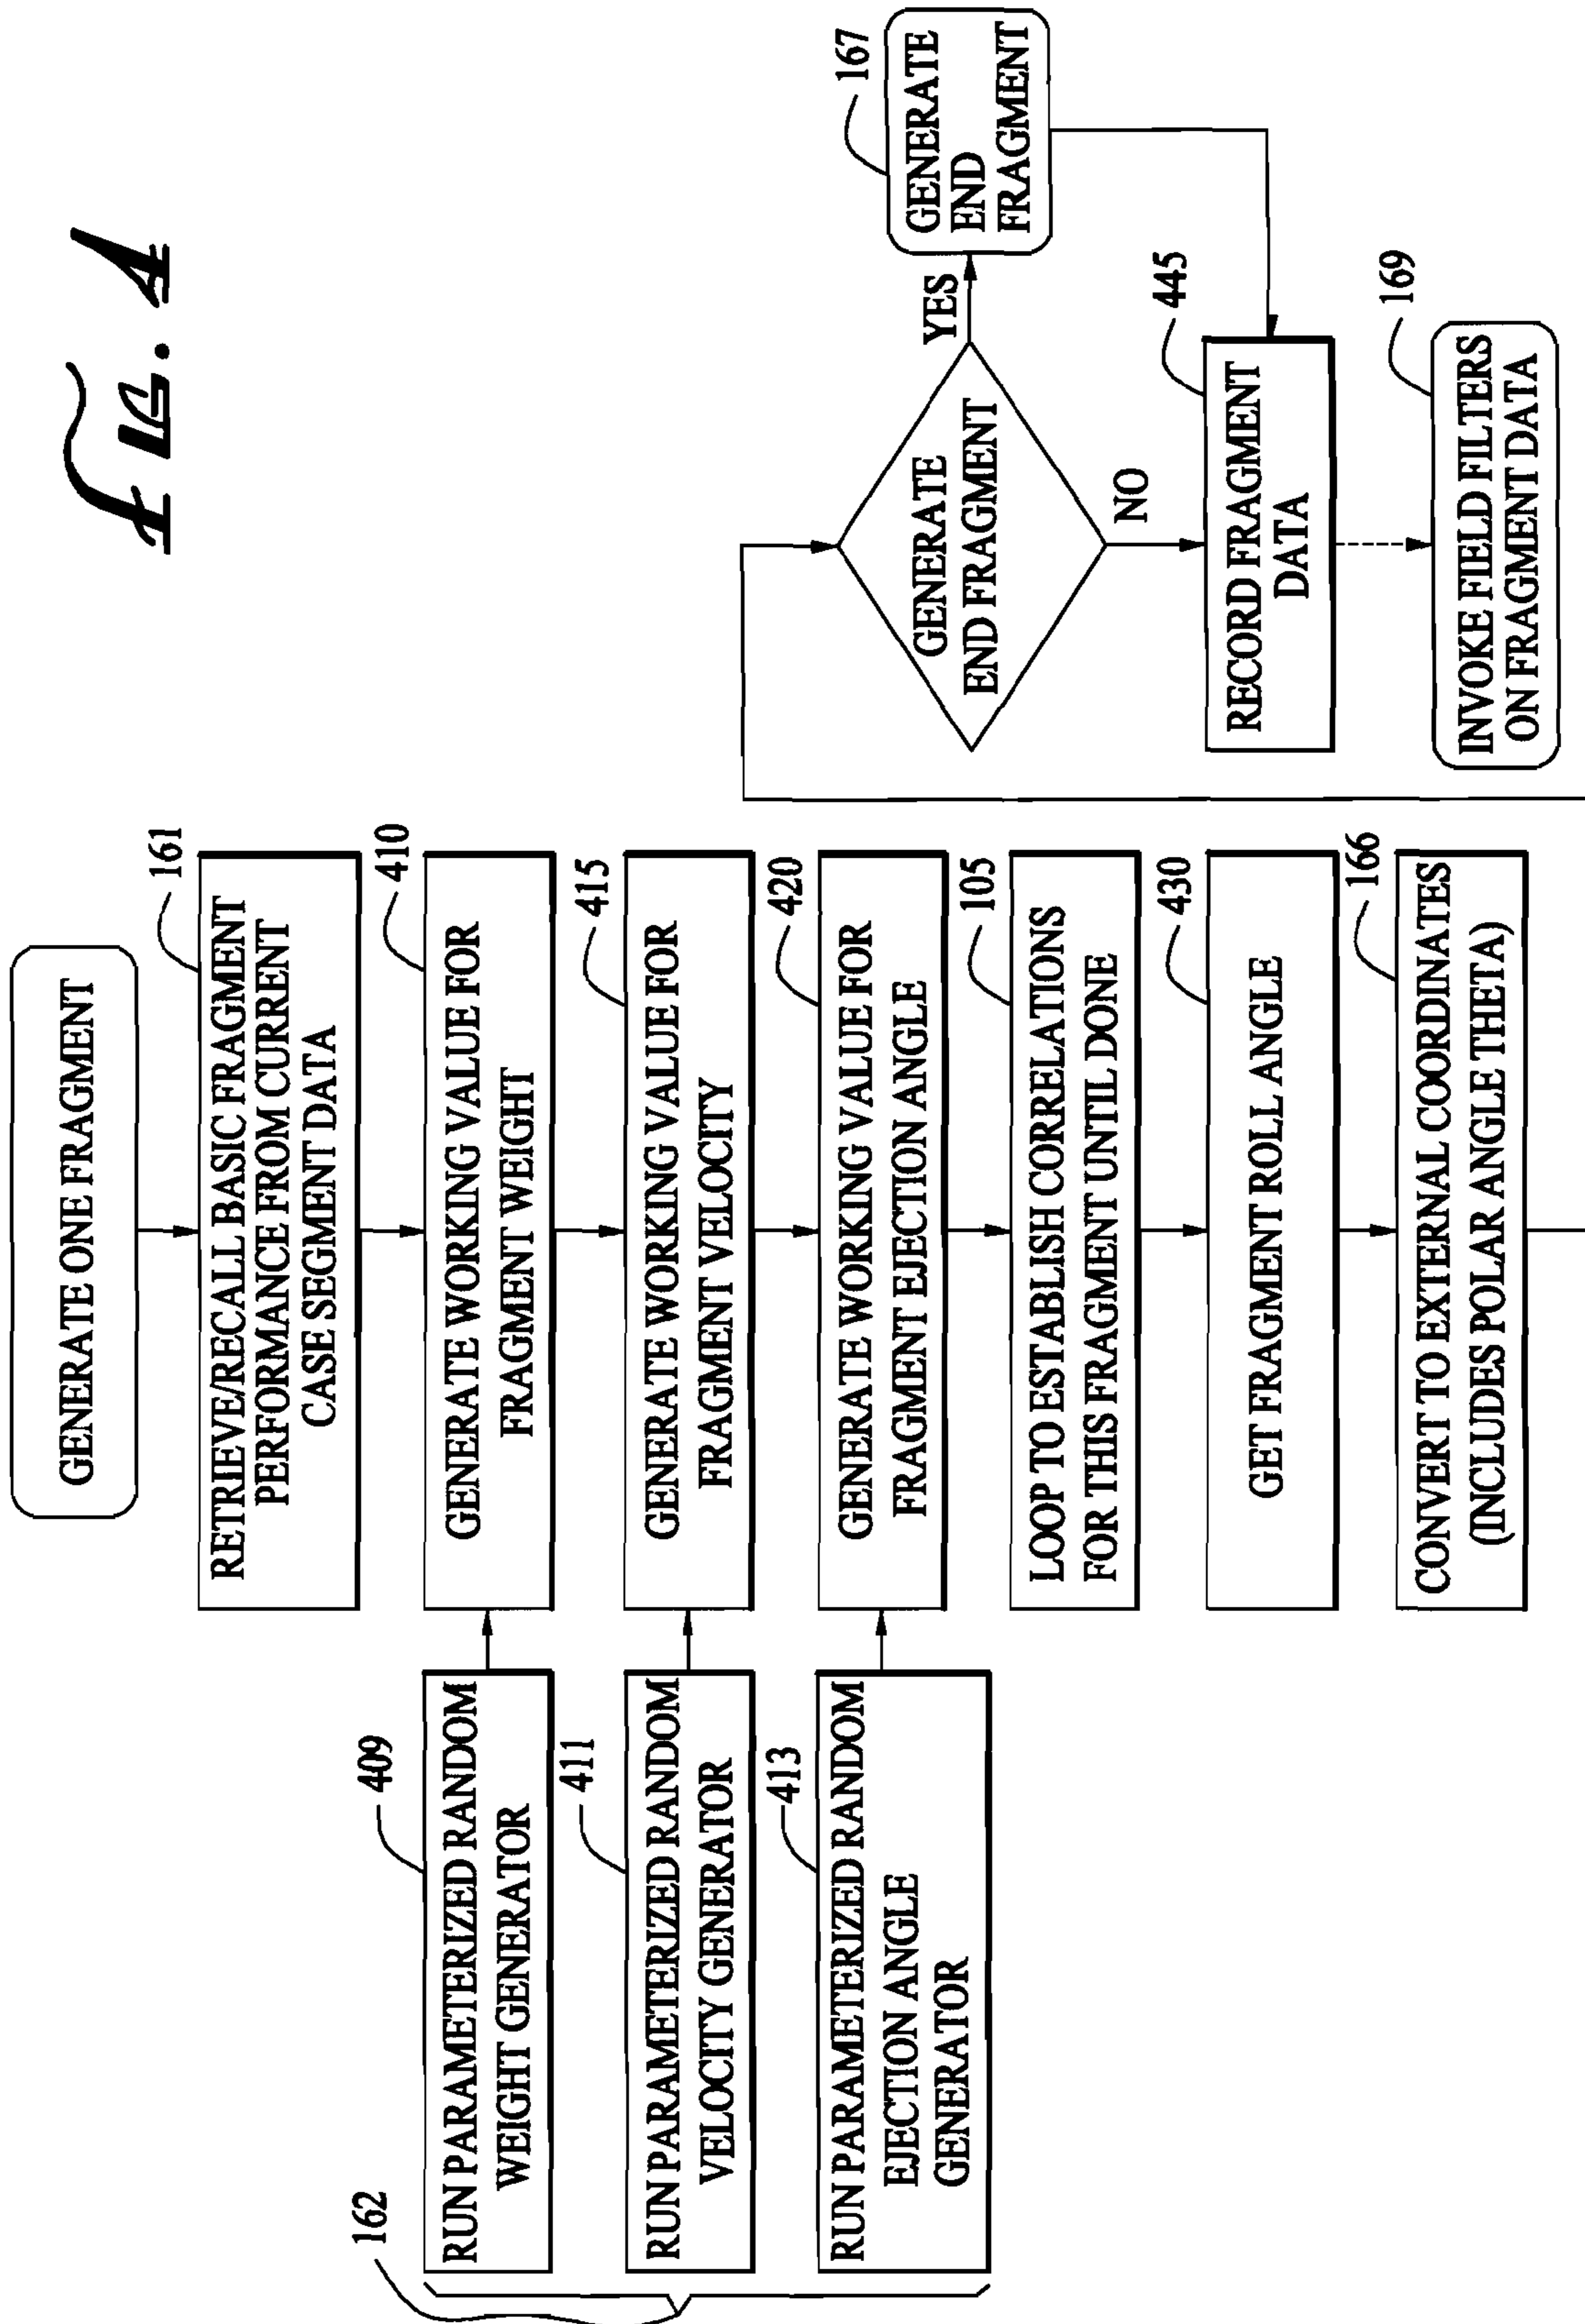 Fig. 4
GENERATE ONE FRAGMENT
161
RETRIEVE/RECALL BASIC FRAGMENT
PERFORMANCE FROM CURRENT
CASE SEGMENT DATA
162
409
RUN PARAMETERIZED RANDOM
WEIGHT GENERATOR
410
GENERATE WORKING VALUE FOR
FRAGMENT WEIGHT
411
RUN PARAMETERIZED RANDOM
VELOCITY GENERATOR
415
GENERATE WORKING VALUE FOR
FRAGMENT VELOCITY
413
RUN PARAMETERIZED RANDOM
EJECTION ANGLE
GENERATOR
420
GENERATE WORKING VALUE FOR
FRAGMENT EJECTION ANGLE
105
LOOP TO ESTABLISH CORRELATIONS
FOR THIS FRAGMENT UNTIL DONE
430
GET FRAGMENT ROLL ANGLE
166
CONVERT TO EXTERNAL COORDINATES
(INCLUDES POLAR ANGLE THETA)
GENERATE
END FRAGMENT
YES
167
GENERATE
END
FRAGMENT
NO
445
RECORD FRAGMENT
DATA
169
INVOKE FIELD FILTERS
ON FRAGMENT DATA